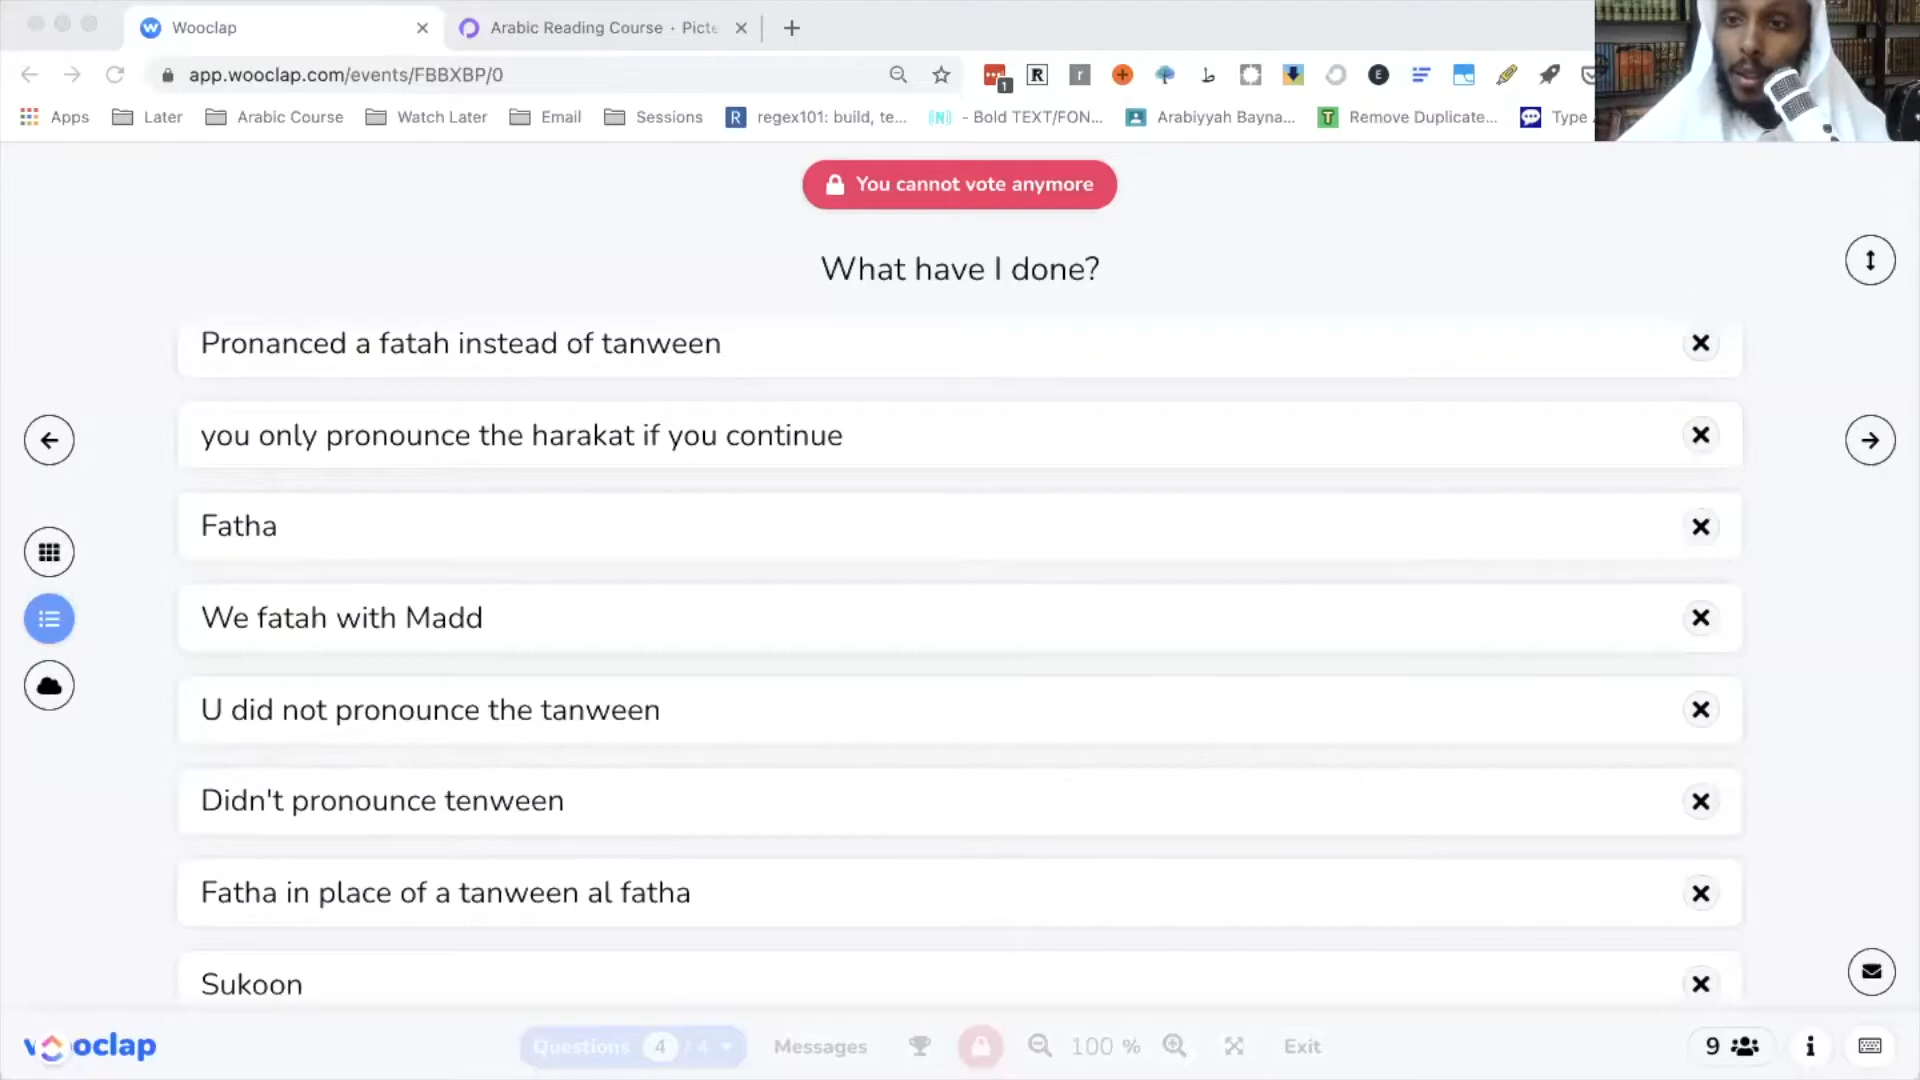 Wooclap
Arabic Reading Course · Picte
app.wooclap.com/events/FBBXBP/0
1
R
r
ط
E
Apps
Later
Arabic Course
Watch Later
Email
Sessions
R
regex101: build, te...
{N}
- Bold TEXT/FON...
Arabiyyah Bayna...
T
Remove Duplicate...
Type
You cannot vote anymore
What have I done?
Pronanced a fatah instead of tanween
you only pronounce the harakat if you continue
Fatha
We fatah with Madd
U did not pronounce the tanween
Didn't pronounce tenween
Fatha in place of a tanween al fatha
Sukoon
wooclap
Questions 4 / 4
Messages
100 %
Exit
9